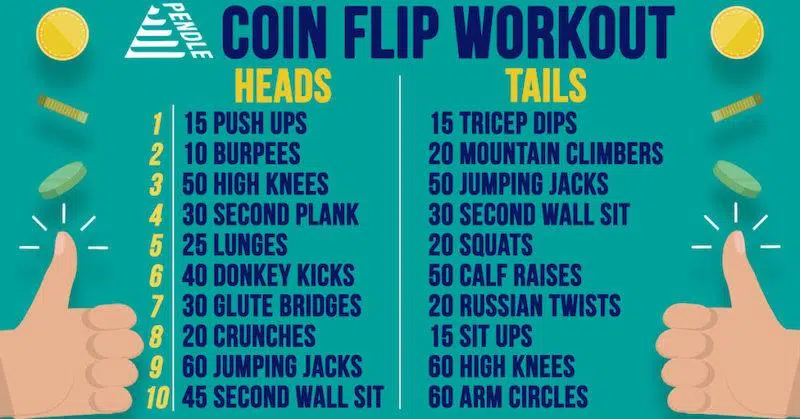 PENDLE
COIN FLIP WORKOUT
HEADS TAILS
1 15 PUSH UPS 15 TRICEP DIPS
2 10 BURPEES 20 MOUNTAIN CLIMBERS
3 50 HIGH KNEES 50 JUMPING JACKS
4 30 SECOND PLANK 30 SECOND WALL SIT
5 25 LUNGES 20 SQUATS
6 40 DONKEY KICKS 50 CALF RAISES
7 30 GLUTE BRIDGES 20 RUSSIAN TWISTS
8 20 CRUNCHES 15 SIT UPS
9 60 JUMPING JACKS 60 HIGH KNEES
10 45 SECOND WALL SIT 60 ARM CIRCLES